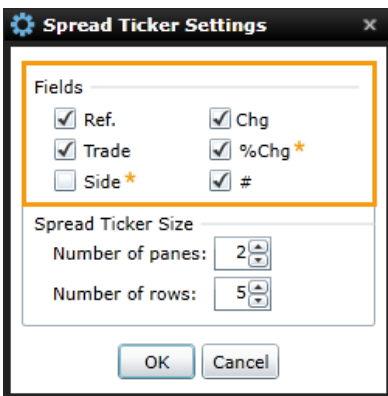 Spread Ticker Settings
Fields
Ref. Chg
Trade %Chg*
Side* #
Spread Ticker Size
Number of panes: 2
Number of rows: 5
OK Cancel